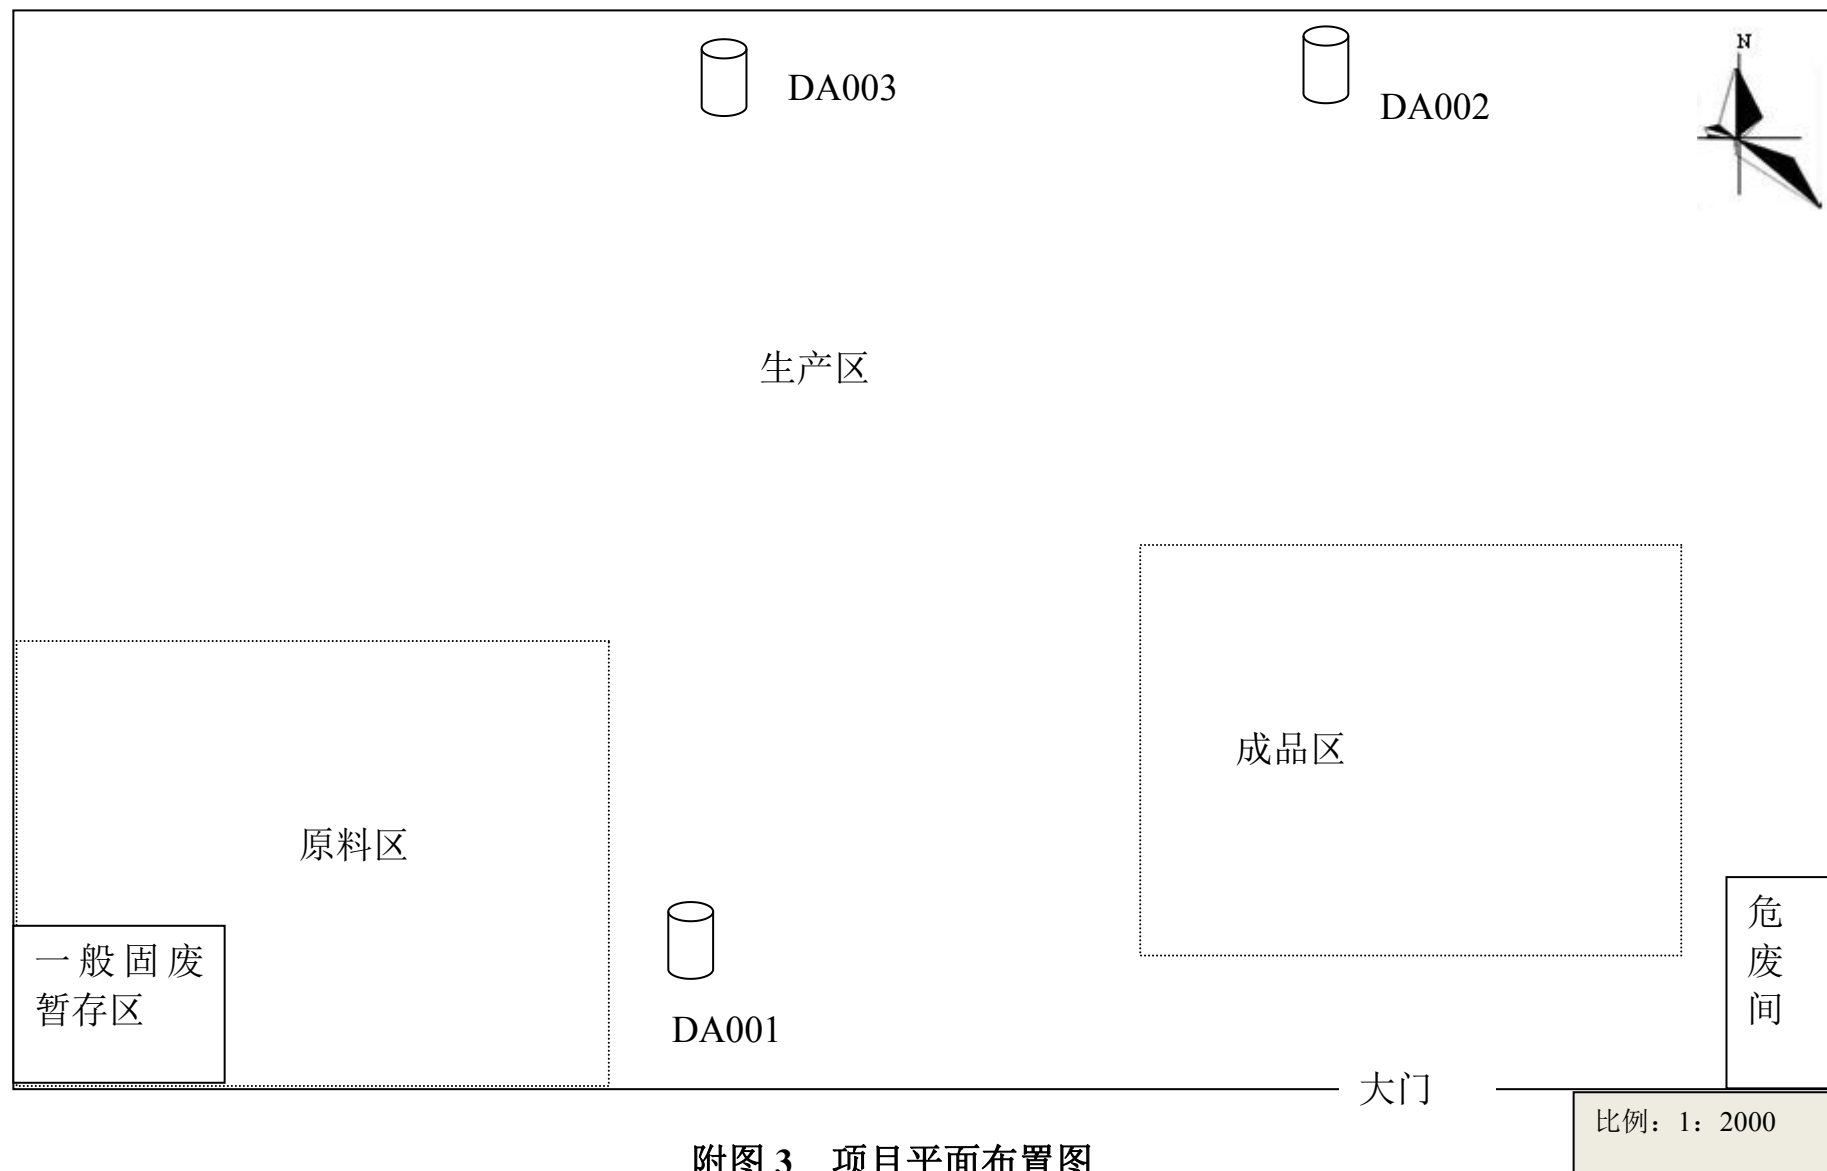 N
DA003
DA002
生产区
成品区
原料区
危
废
间
一般固废
暂存区
DA001
大门
比例：1：2000
附图 3 项目平面布置图